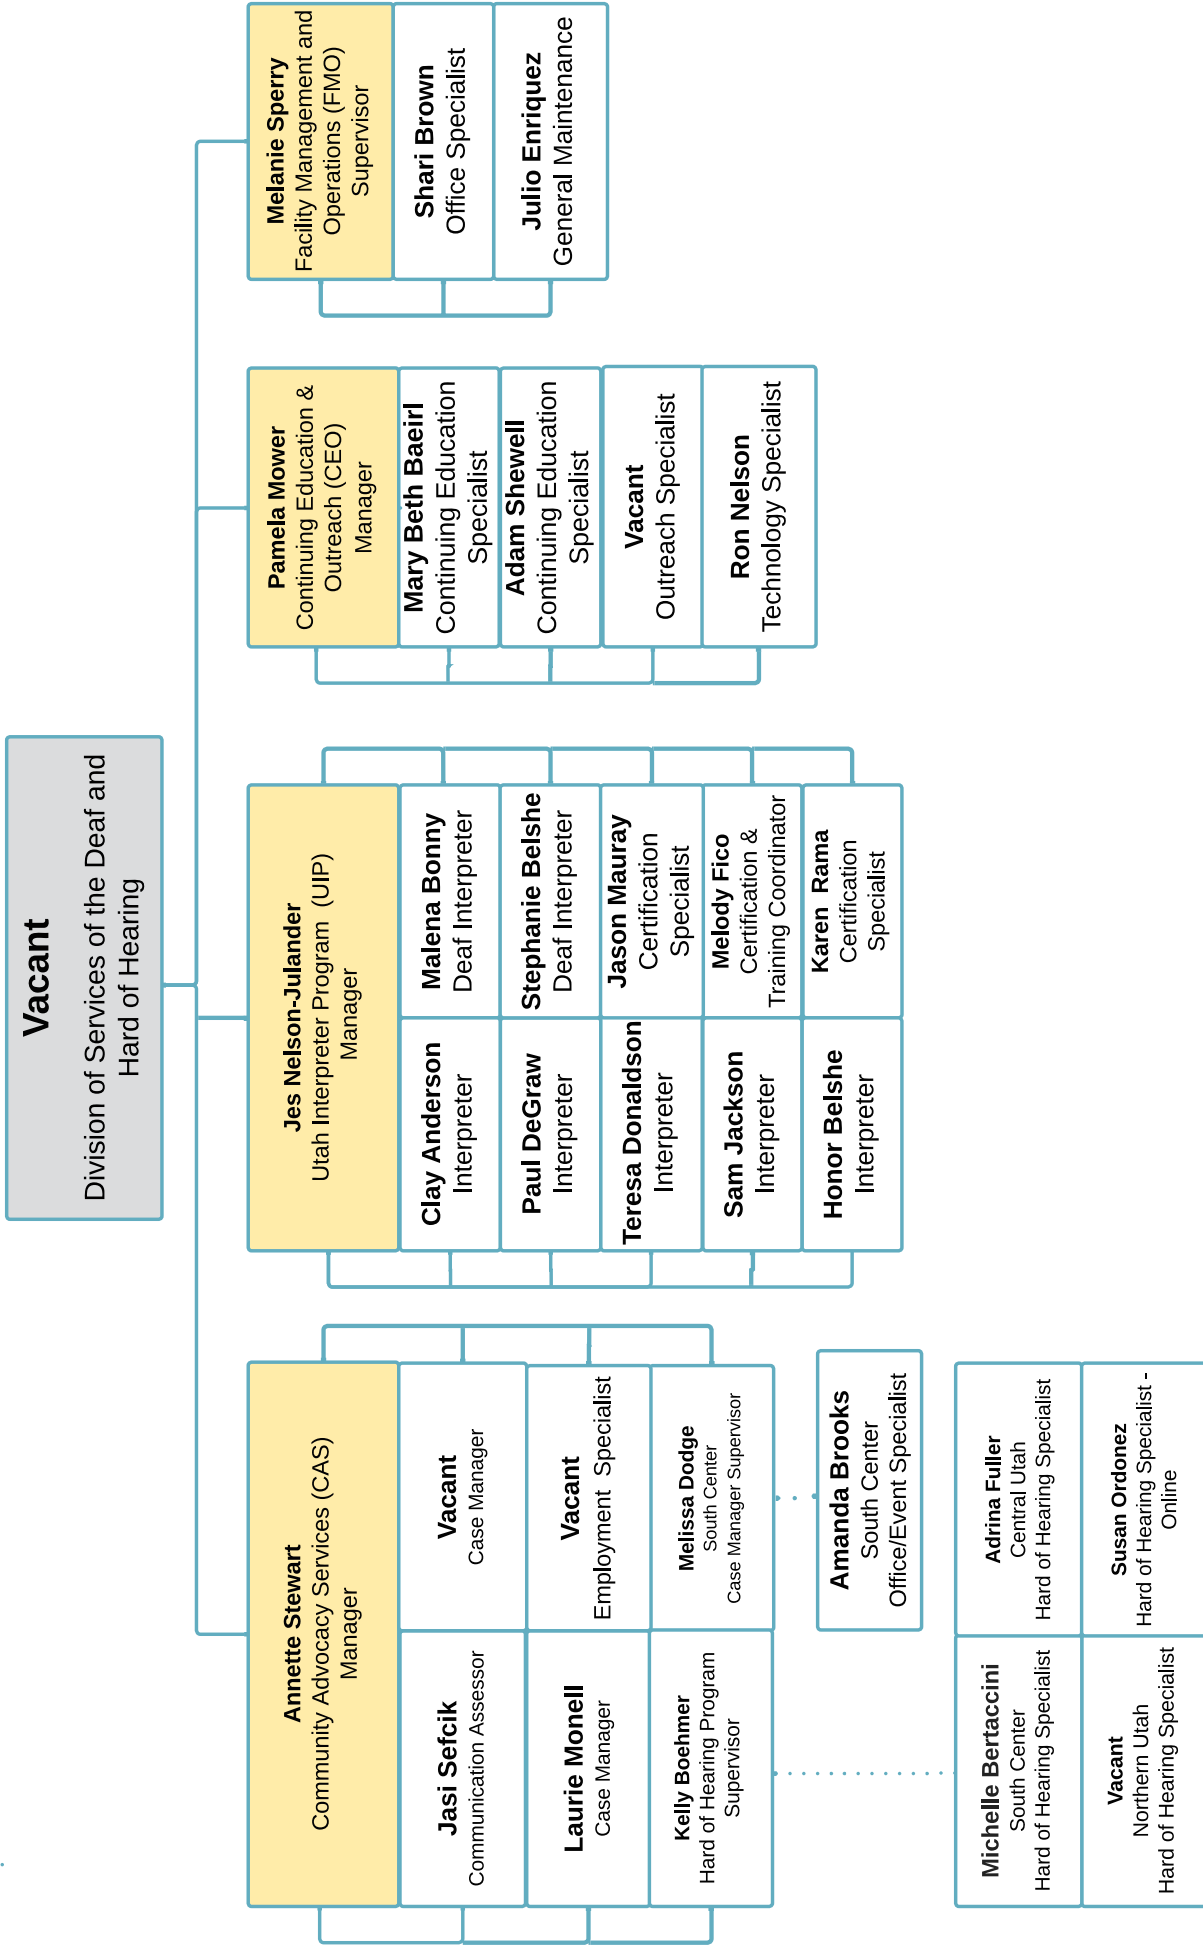 Vacant
Division of Services of the Deaf and
Hard of Hearing
Annette Stewart
Community Advocacy Services (CAS)
Manager
Jasi Sefcik
Communication Assessor
Vacant
Case Manager
Laurie Monell
Case Manager
Vacant
Employment Specialist
Kelly Boehmer
Hard of Hearing Program
Supervisor
Melissa Dodge
South Center
Case Manager Supervisor
Amanda Brooks
South Center
Office/Event Specialist
Michelle Bertaccini
South Center
Hard of Hearing Specialist
Adrina Fuller
Central Utah
Hard of Hearing Specialist
Vacant
Northern Utah
Hard of Hearing Specialist
Susan Ordonez
Hard of Hearing Specialist -
Online
Jes Nelson-Julander
Utah Interpreter Program (UIP)
Manager
Clay Anderson
Interpreter
Malena Bonny
Deaf Interpreter
Paul DeGraw
Interpreter
Stephanie Belshe
Deaf Interpreter
Teresa Donaldson
Interpreter
Jason Mauray
Certification
Specialist
Sam Jackson
Interpreter
Melody Fico
Certification &
Training Coordinator
Honor Belshe
Interpreter
Karen Rama
Certification
Specialist
Pamela Mower
Continuing Education &
Outreach (CEO)
Manager
Mary Beth Baeirl
Continuing Education
Specialist
Adam Shewell
Continuing Education
Specialist
Vacant
Outreach Specialist
Ron Nelson
Technology Specialist
Melanie Sperry
Facility Management and
Operations (FMO)
Supervisor
Shari Brown
Office Specialist
Julio Enriquez
General Maintenance